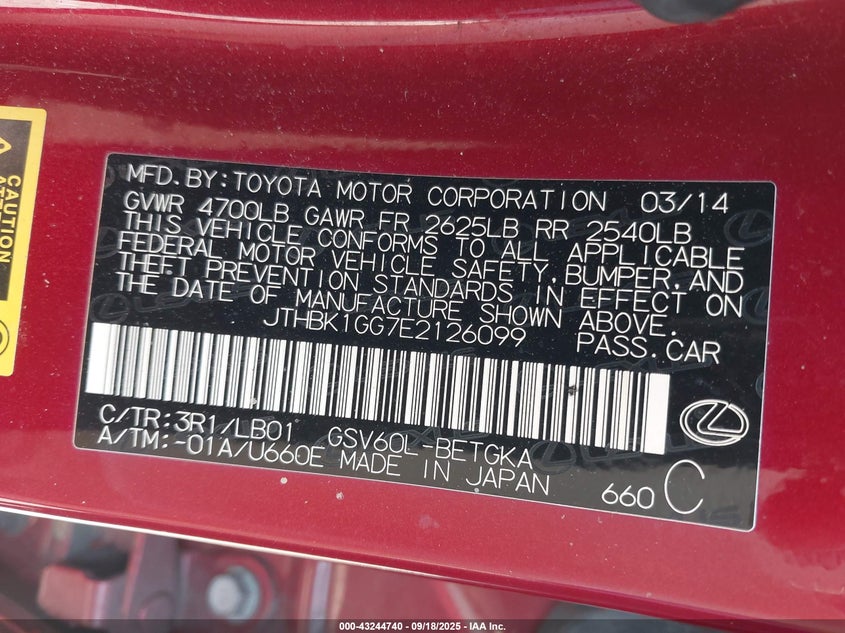 CAUTION
MFD.BY:TOYOTA MOTOR CORPORATION 03/14
GVWR 4700LB GAWR FR 2625LB RR 2540LB
THIS VEHICLE CONFORMS TO ALL APPLICABLE
FEDERAL MOTOR VEHICLE SAFETY,BUMPER,AND
THEFT PREVENTION STANDARDS IN EFFECT ON
THE DATE OF MANUFACTURE SHOWN ABOVE.
JTHBK1GG7E2126099 PASS.CAR
C/TR:3R1/LB01 GSV60L-BETGKA
A/TM:-01A/U660E MADE IN JAPAN
660 C
000-43244740 - 09/18/2025 - IAA Inc.